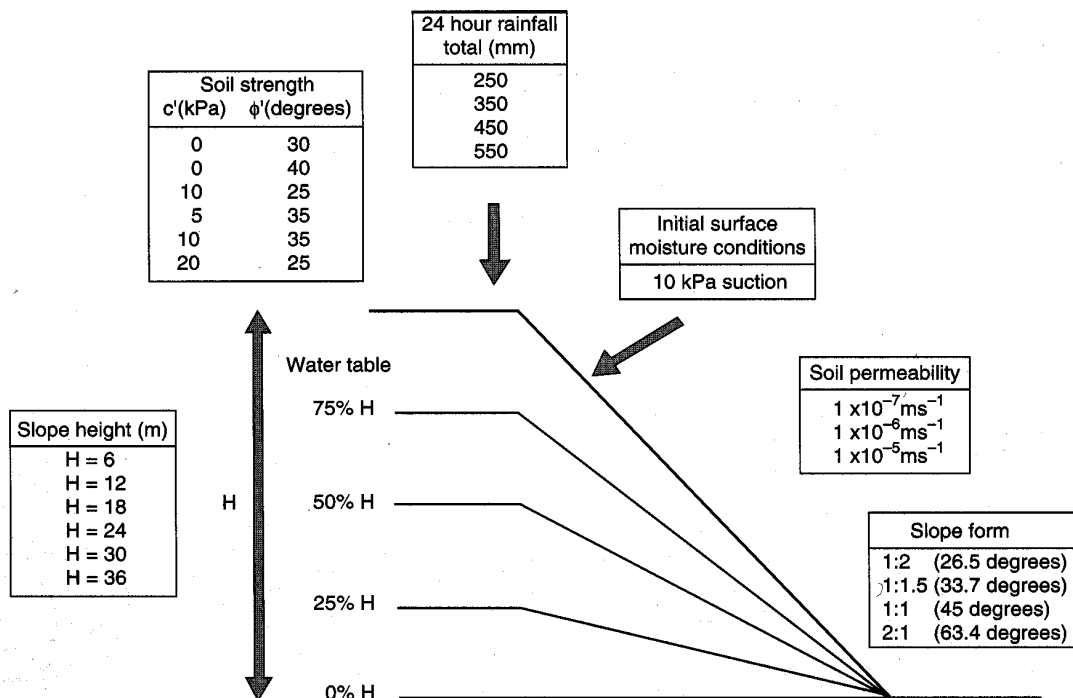 24 hour rainfall
total (mm)
250
350
450
550
Soil strength
c'(kPa) ϕ'(degrees)
0 30
0 40
10 25
5 35
10 35
20 25
Initial surface
moisture conditions
10 kPa suction
Water table
75% H
50% H
25% H
0% H
H
Slope height (m)
H = 6
H = 12
H = 18
H = 24
H = 30
H = 36
Soil permeability
1 x10⁻⁷ms⁻¹
1 x10⁻⁶ms⁻¹
1 x10⁻⁵ms⁻¹
Slope form
1:2 (26.5 degrees)
1:1.5 (33.7 degrees)
1:1 (45 degrees)
2:1 (63.4 degrees)